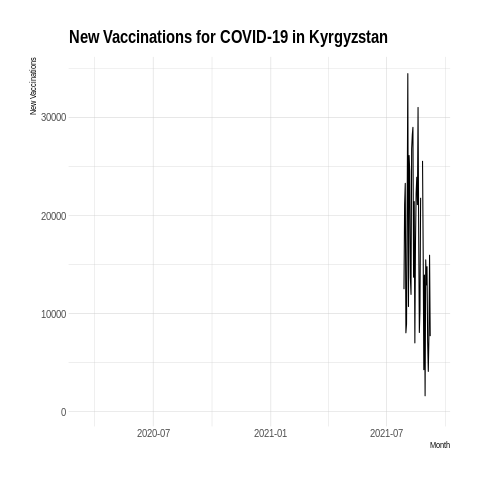 New Vaccinations for COVID-19 in Kyrgyzstan
New Vaccinations
30000
20000
10000
0
2020-07
2021-01
2021-07
Month